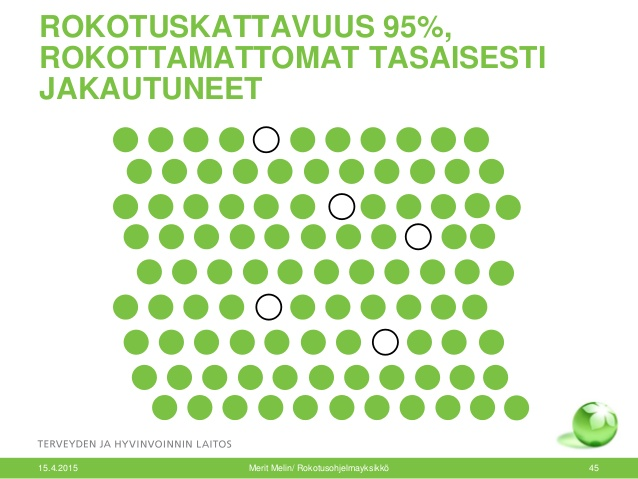 ROKOTUSKATTAVUUS 95%,
ROKOTTAMATTOMAT TASAISESTI
JAKAUTUNEET
TERVEYDEN JA HYVINVOINNIN LAITOS
15.4.2015 Merit Melin/ Rokotusohjelmayksikkö 45